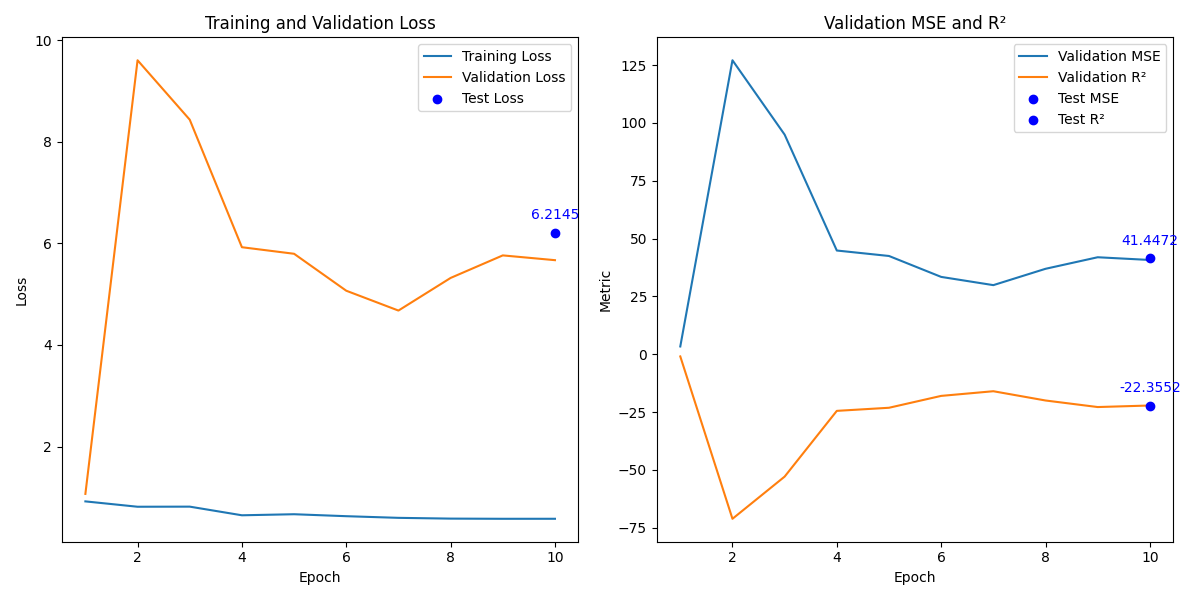 Training and Validation Loss
10
8
6
4
2
Loss
2
4
6
8
10
Epoch
Training Loss
Validation Loss
Test Loss
6.2145
Validation MSE and R²
125
100
75
50
25
0
−25
−50
−75
Metric
2
4
6
8
10
Epoch
Validation MSE
Validation R²
Test MSE
Test R²
41.4472
-22.3552